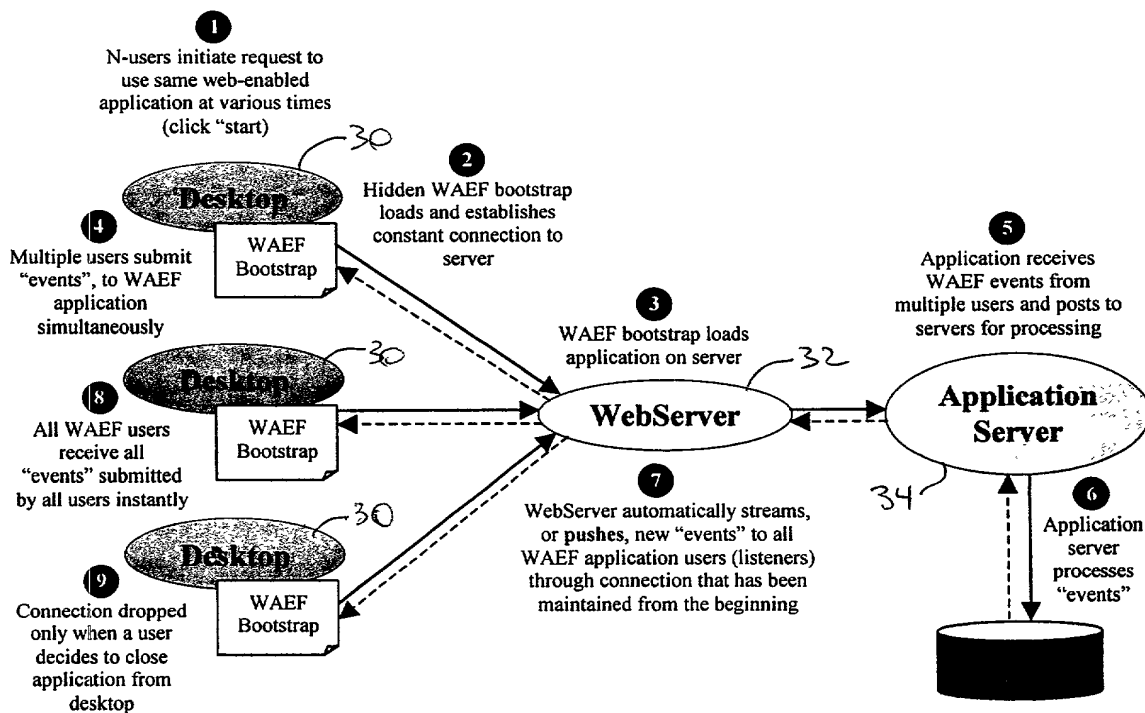 1
N-users initiate request to
use same web-enabled
application at various times
(click “start)
30
Desktop
WAEF
Bootstrap
2
Hidden WAEF bootstrap
loads and establishes
constant connection to
server
4
Multiple users submit
“events”, to WAEF
application
simultaneously
3
WAEF bootstrap loads
application on server
5
Application receives
WAEF events from
multiple users and posts to
servers for processing
30
Desktop
WAEF
Bootstrap
32
WebServer
Application
Server
34
8
All WAEF users
receive all
“events” submitted
by all users instantly
7
WebServer automatically streams,
or pushes, new “events” to all
WAEF application users (listeners)
through connection that has been
maintained from the beginning
6
Application
server
processes
“events”
30
Desktop
WAEF
Bootstrap
9
Connection dropped
only when a user
decides to close
application from
desktop